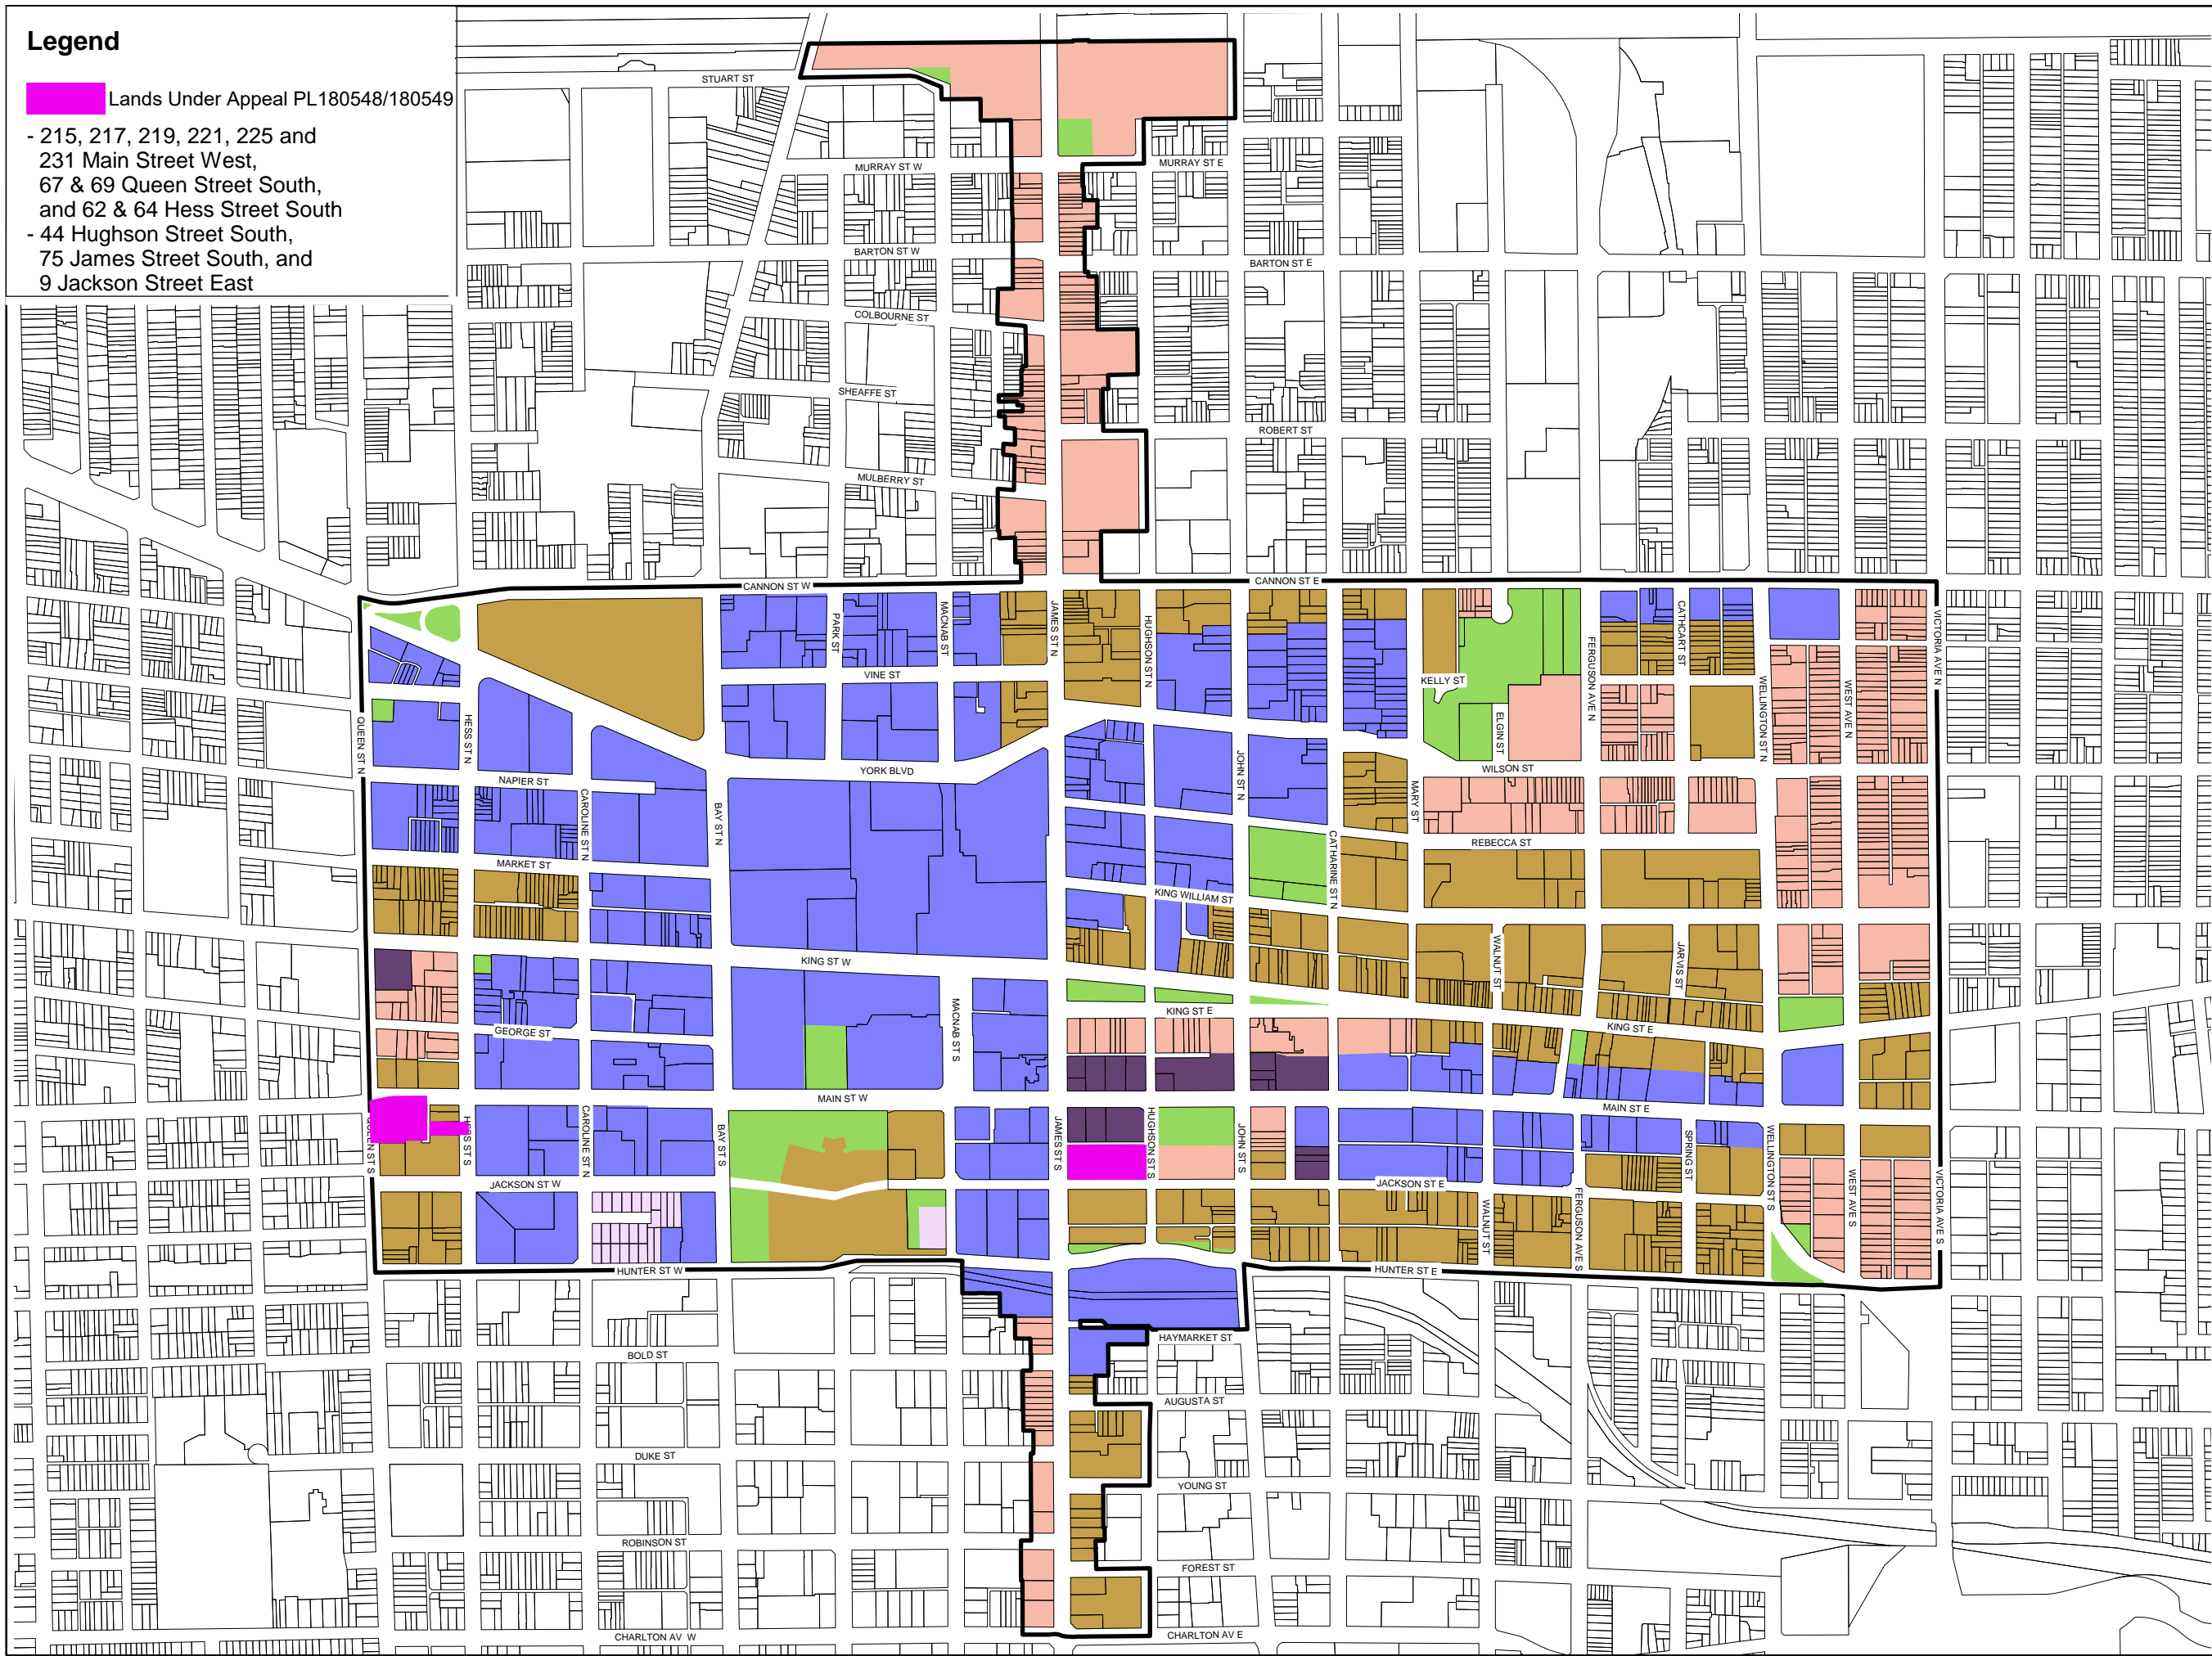 Legend
Lands Under Appeal PL180548/180549
- 215, 217, 219, 221, 225 and
231 Main Street West,
67 & 69 Queen Street South,
and 62 & 64 Hess Street South
- 44 Hughson Street South,
75 James Street South, and
9 Jackson Street East
STUART ST
MURRAY ST W
MURRAY ST E
BARTON ST W
BARTON ST E
COLBOURNE ST
SHEAFFE ST
ROBERT ST
MULBERRY ST
CANNON ST W
CANNON ST E
PARK ST
MACNAB ST
JAMES ST N
HUGHSON ST N
CATHCART ST
VICTORIA AVE N
VINE ST
KELLY ST
FERGUSON AVE N
WELLINGTON ST N
WEST AVE N
QUEEN ST N
HESS ST N
ELGIN ST
NAPIER ST
YORK BLVD
JOHN ST N
WILSON ST
CAROLINE ST N
BAY ST N
MARY ST
MARKET ST
CATHARINE ST N
REBECCA ST
KING WILLIAM ST
KING ST W
WALNUT ST
JARVIS ST
GEORGE ST
MACNAB ST S
KING ST E
KING ST E
MAIN ST W
MAIN ST E
QUEEN ST S
HESS ST S
CAROLINE ST N
BAY ST S
JAMES ST S
HUGHSON ST S
JOHN ST S
SPRING ST
WELLINGTON ST S
JACKSON ST W
JACKSON ST E
WALNUT ST
FERGUSON AVE S
WEST AVE S
VICTORIA AVE S
HUNTER ST W
HUNTER ST E
HAYMARKET ST
BOLD ST
AUGUSTA ST
DUKE ST
YOUNG ST
ROBINSON ST
FOREST ST
CHARLTON AV W
CHARLTON AV E